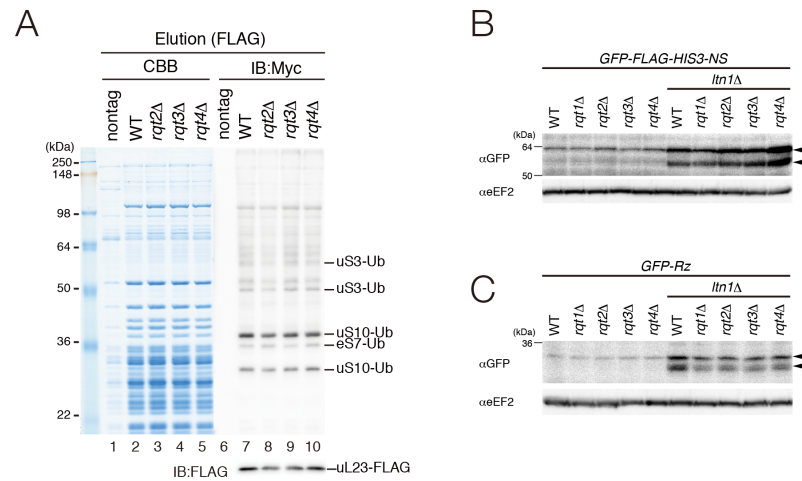 A
Elution (FLAG)
CBB IB:Myc
nontag WT rqt2Δ rqt3Δ rqt4Δ nontag WT rqt2Δ rqt3Δ rqt4Δ
(kDa)
250
148
98
64
50
36
22
uS3-Ub
uS3-Ub
uS10-Ub
eS7-Ub
uS10-Ub
1 2 3 4 5 6 7 8 9 10
IB:FLAG uL23-FLAG
B
GFP-FLAG-HIS3-NS
ltn1Δ
WT rqt1Δ rqt2Δ rqt3Δ rqt4Δ WT rqt1Δ rqt2Δ rqt3Δ rqt4Δ
(kDa)
64
αGFP
50
αeEF2
C
GFP-Rz
ltn1Δ
WT rqt1Δ rqt2Δ rqt3Δ rqt4Δ WT rqt1Δ rqt2Δ rqt3Δ rqt4Δ
(kDa)
36
αGFP
αeEF2